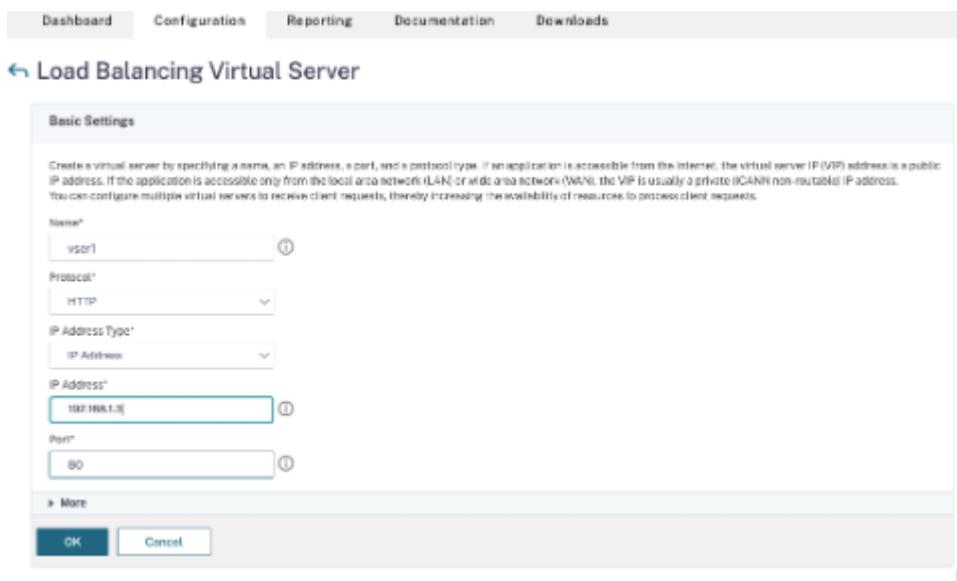 Dashboard Configuration Reporting Documentation Downloads
Load Balancing Virtual Server
Basic Settings
Create a virtual server by specifying a name, an IP address, a port, and a protocol type. If an application is accessible from the internet, the virtual server IP (VIP) address is a public
IP address. If the application is accessible only from the local area network (LAN) or wide area network (WAN), the VIP is usually a private (ICANN non-routable) IP address.
You can configure multiple virtual servers to receive client requests, thereby increasing the availability of resources to process client requests.
Name*
vser1
Protocol*
HTTP
IP Address Type*
IP Address
IP Address*
192.168.1.3
Port*
80
More
OK Cancel